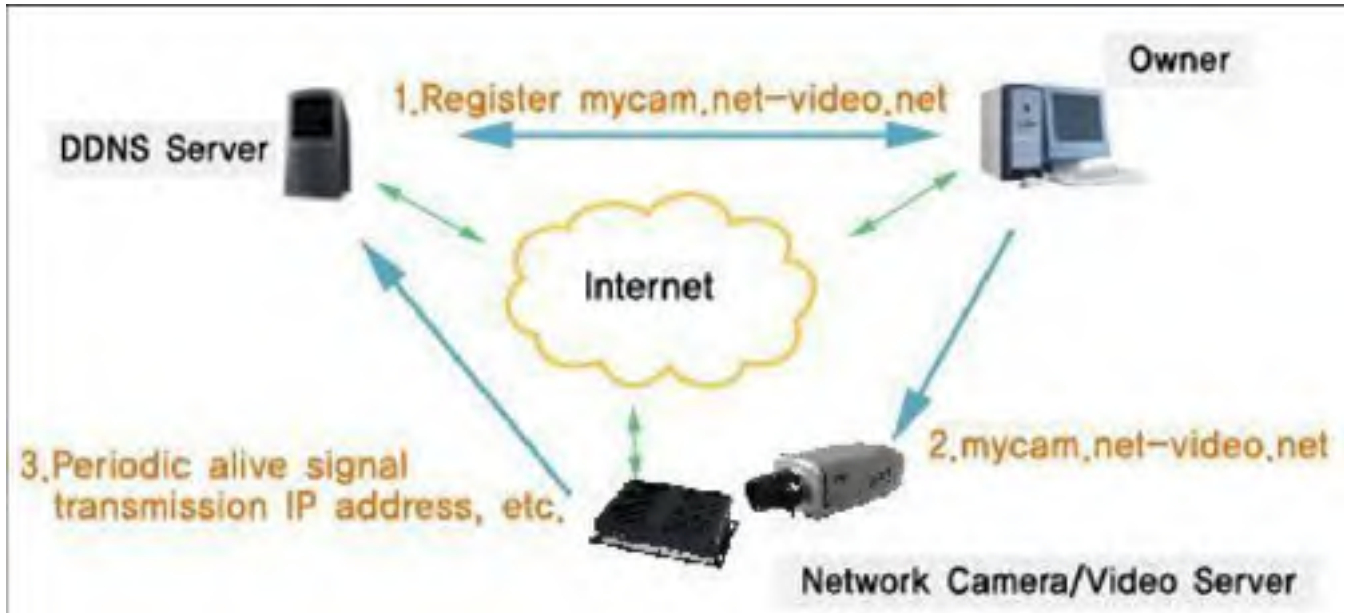 Owner
1.Register mycam.net-video.net
DDNS Server
Internet
2.mycam.net-video.net
3.Periodic alive signal
transmission IP address, etc.
Network Camera/Video Server